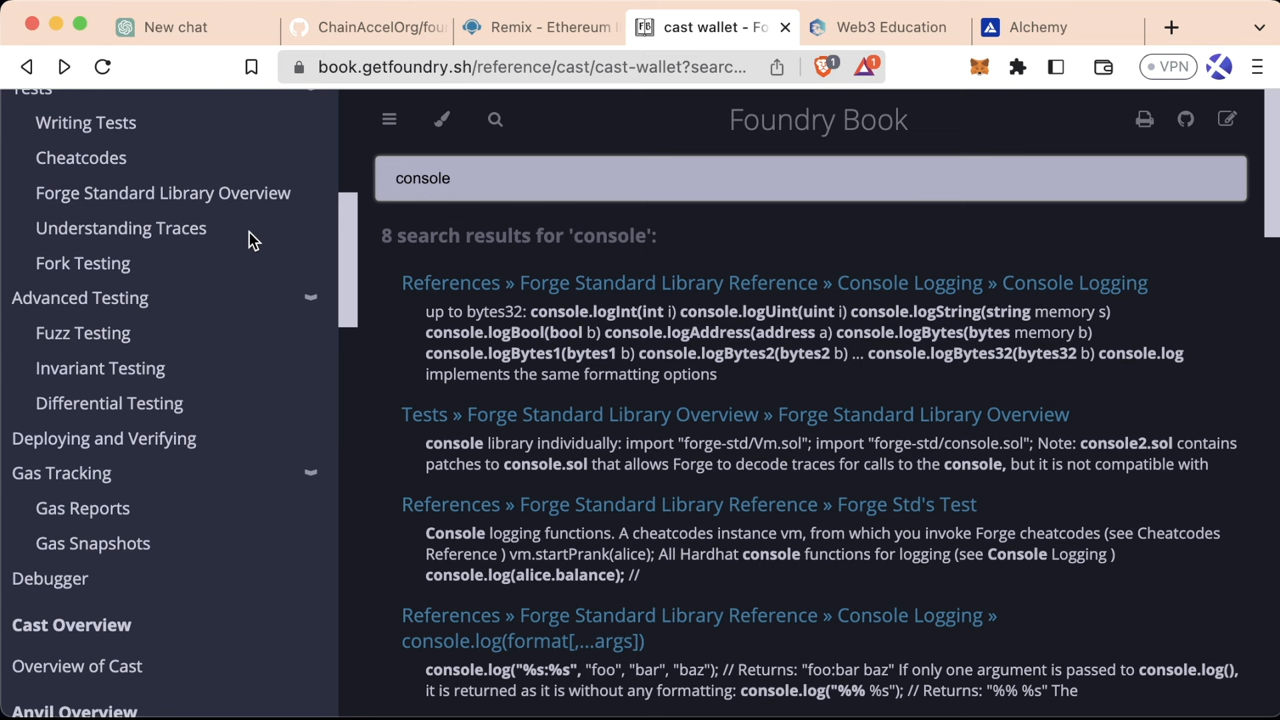 New chat
ChainAccelOrg/four
Remix - Ethereum
cast wallet - Fo
Web3 Education
Alchemy
book.getfoundry.sh/reference/cast/cast-wallet?searc...
1
1
VPN
Tests
Writing Tests
Cheatcodes
Forge Standard Library Overview
Understanding Traces
Fork Testing
Advanced Testing
Fuzz Testing
Invariant Testing
Differential Testing
Deploying and Verifying
Gas Tracking
Gas Reports
Gas Snapshots
Debugger
Cast Overview
Overview of Cast
Anvil Overview
Foundry Book
console
8 search results for 'console':
References » Forge Standard Library Reference » Console Logging » Console Logging
up to bytes32: console.logInt(int i) console.logUint(uint i) console.logString(string memory s)
console.logBool(bool b) console.logAddress(address a) console.logBytes(bytes memory b)
console.logBytes1(bytes1 b) console.logBytes2(bytes2 b) ... console.logBytes32(bytes32 b) console.log
implements the same formatting options
Tests » Forge Standard Library Overview » Forge Standard Library Overview
console library individually: import "forge-std/Vm.sol"; import "forge-std/console.sol"; Note: console2.sol contains
patches to console.sol that allows Forge to decode traces for calls to the console, but it is not compatible with
References » Forge Standard Library Reference » Forge Std's Test
Console logging functions. A cheatcodes instance vm, from which you invoke Forge cheatcodes (see Cheatcodes
Reference ) vm.startPrank(alice); All Hardhat console functions for logging (see Console Logging )
console.log(alice.balance); //
References » Forge Standard Library Reference » Console Logging »
console.log(format[,...args])
console.log("%s:%s", "foo", "bar", "baz"); // Returns: "foo:bar baz" If only one argument is passed to console.log(),
it is returned as it is without any formatting: console.log("%% %s"); // Returns: "%% %s" The